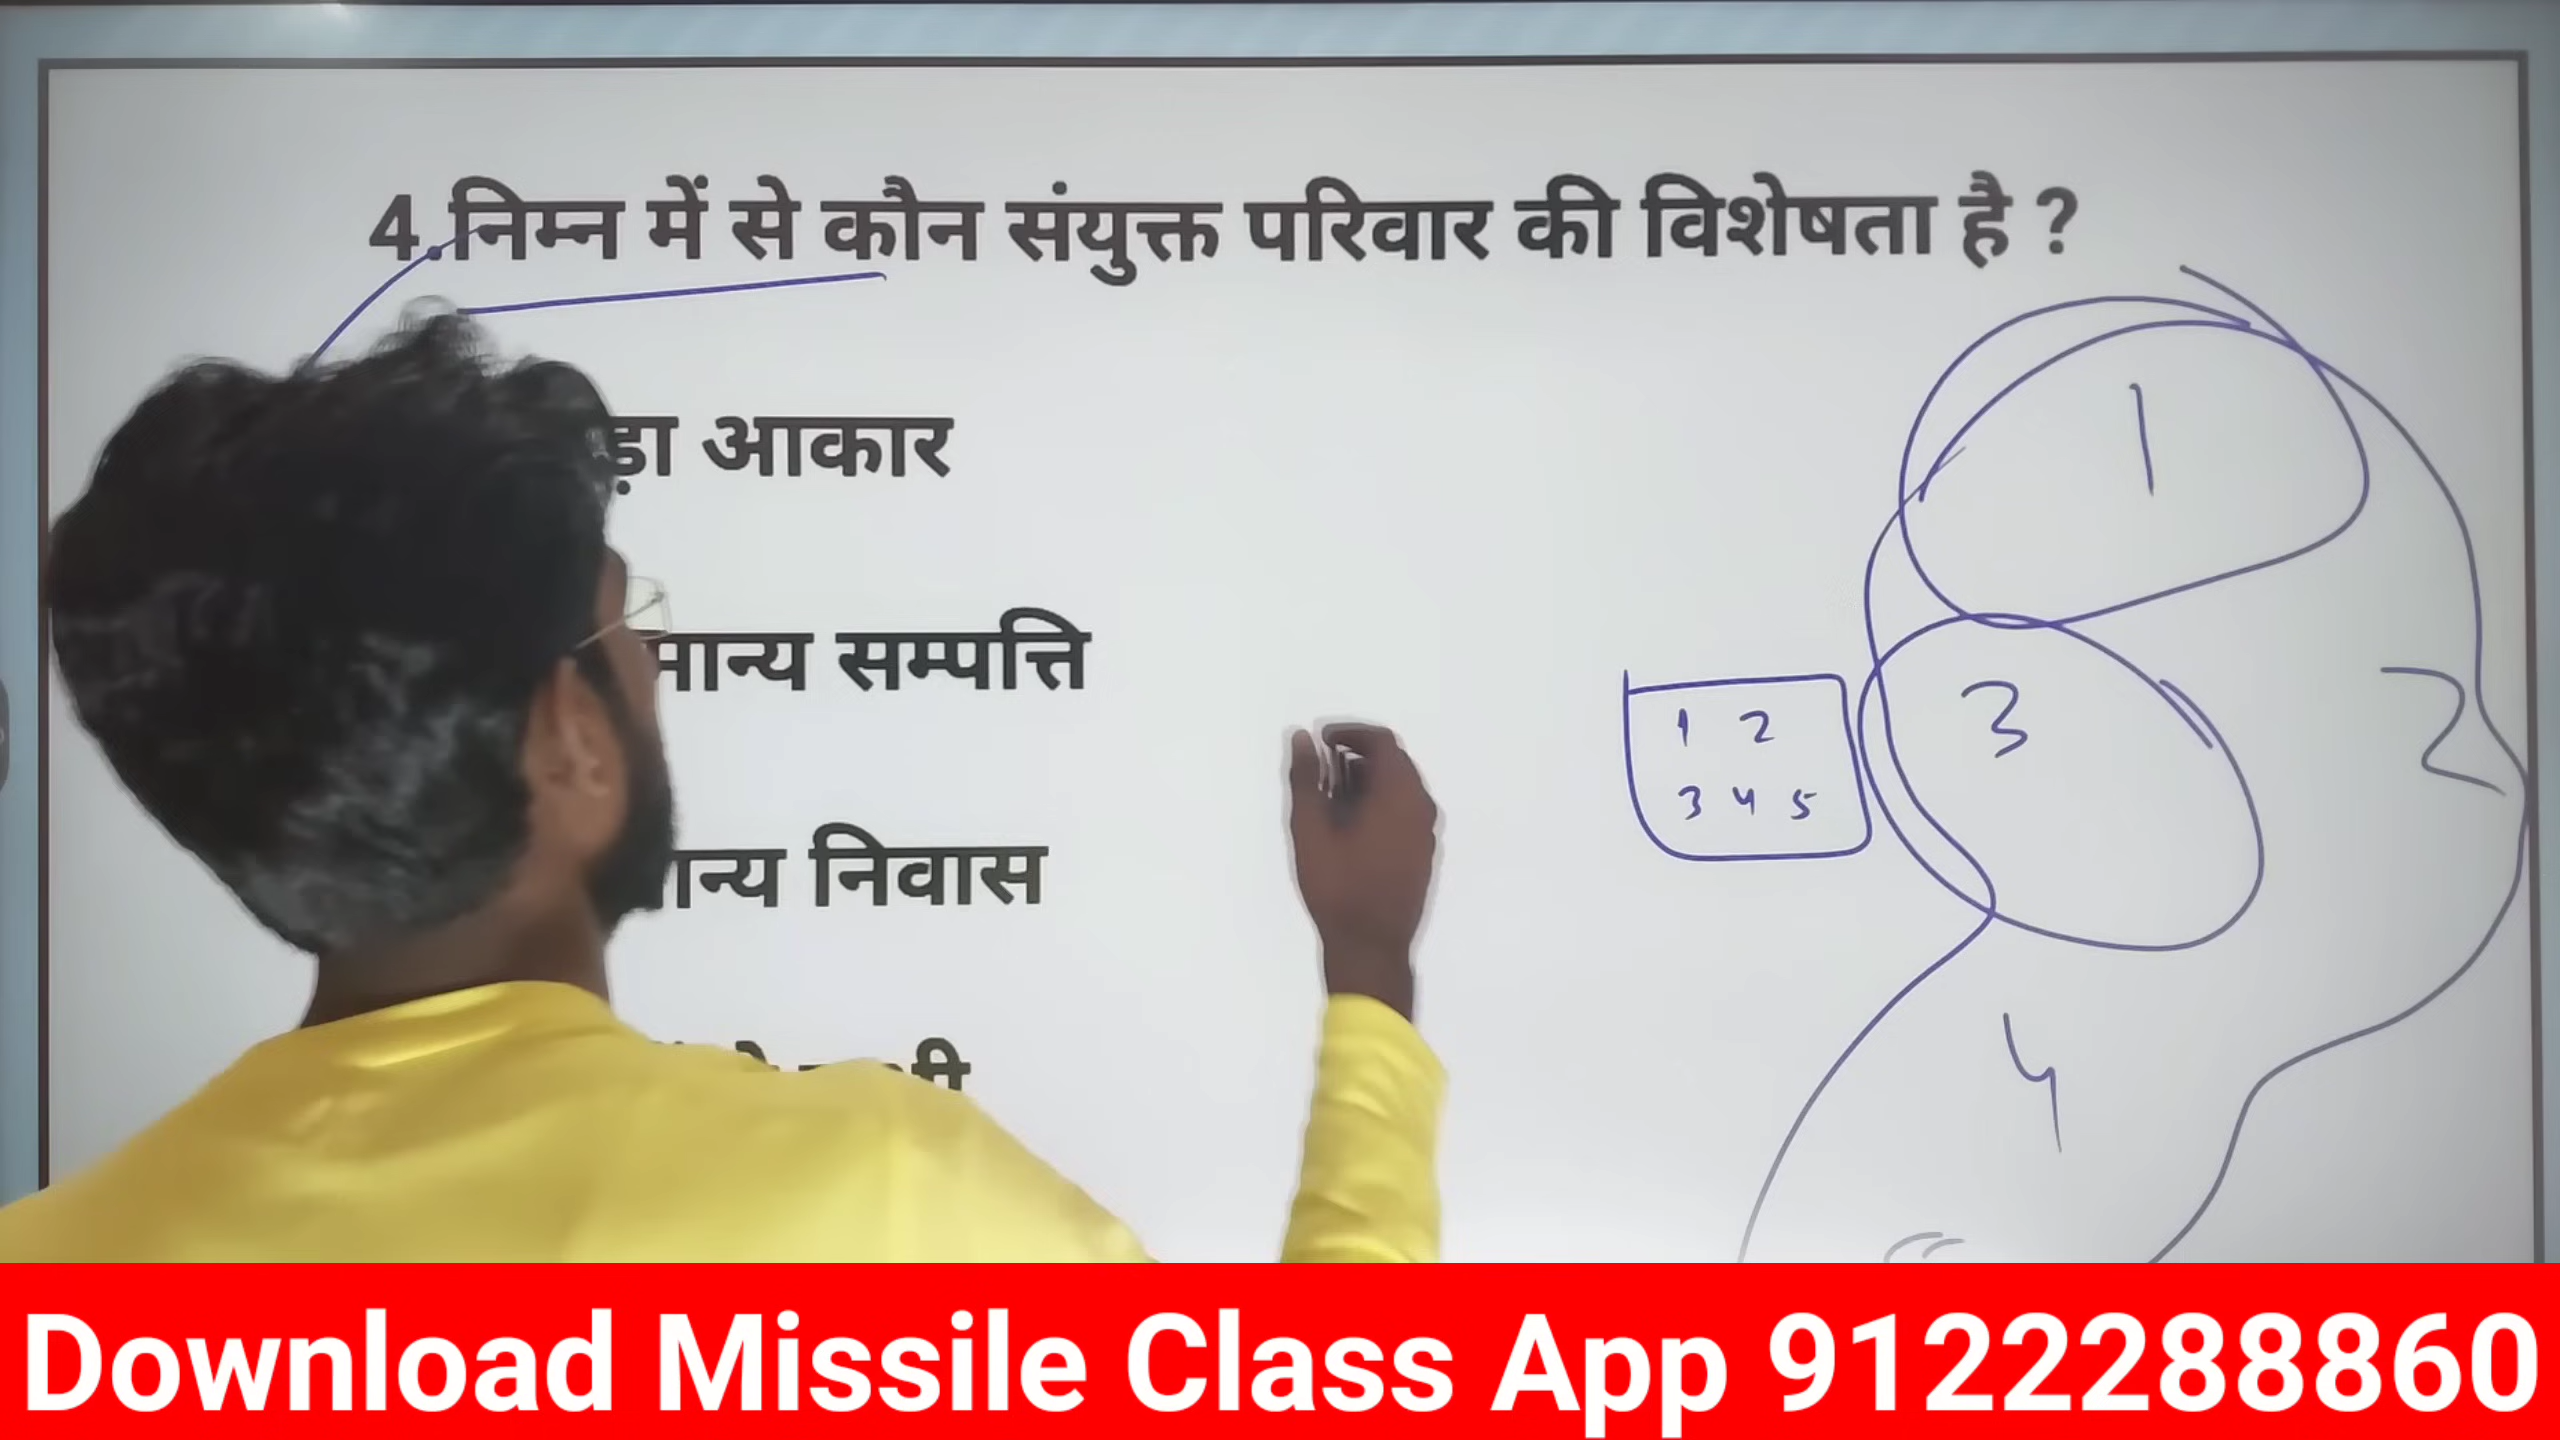 4.निम्न में से कौन संयुक्त परिवार की विशेषता है ?
आकार
सम्पत्ति
निवास
1
3
2
1 2
3 4 5
4
Download Missile Class App 9122288860